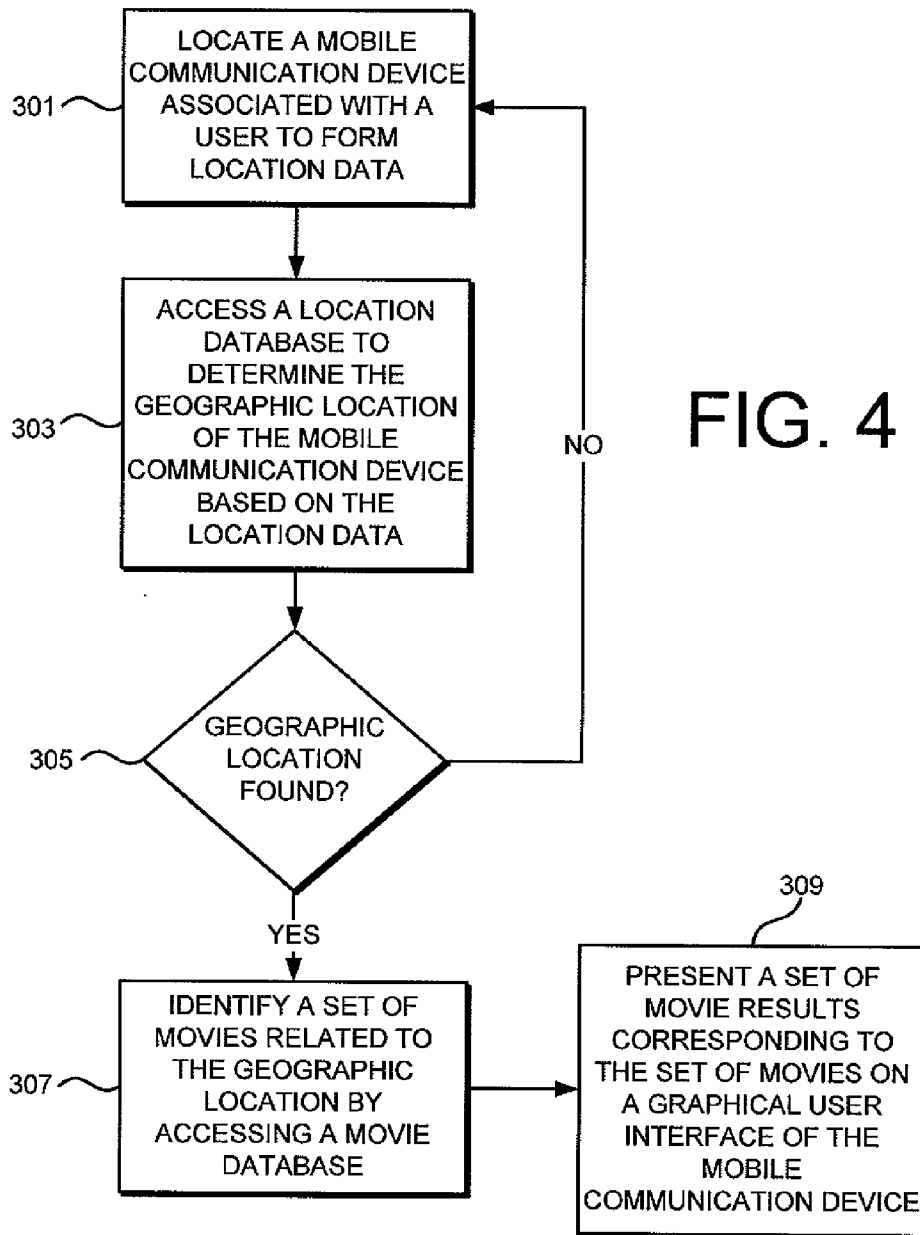 301
LOCATE A MOBILE
COMMUNICATION DEVICE
ASSOCIATED WITH A
USER TO FORM
LOCATION DATA
303
ACCESS A LOCATION
DATABASE TO
DETERMINE THE
GEOGRAPHIC LOCATION
OF THE MOBILE
COMMUNICATION DEVICE
BASED ON THE
LOCATION DATA
NO
FIG. 4
305
GEOGRAPHIC
LOCATION
FOUND?
YES
307
IDENTIFY A SET OF
MOVIES RELATED TO
THE GEOGRAPHIC
LOCATION BY
ACCESSING A MOVIE
DATABASE
309
PRESENT A SET OF
MOVIE RESULTS
CORRESPONDING TO
THE SET OF MOVIES ON
A GRAPHICAL USER
INTERFACE OF THE
MOBILE
COMMUNICATION DEVICE